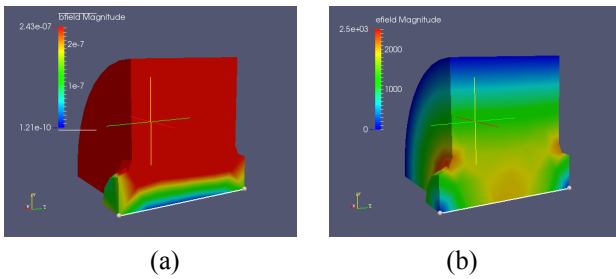 bfield Magnitude
2.43e-07
2e-7
1e-7
1.21e-10
efield Magnitude
2.5e+03
2000
1000
0
(a)
(b)